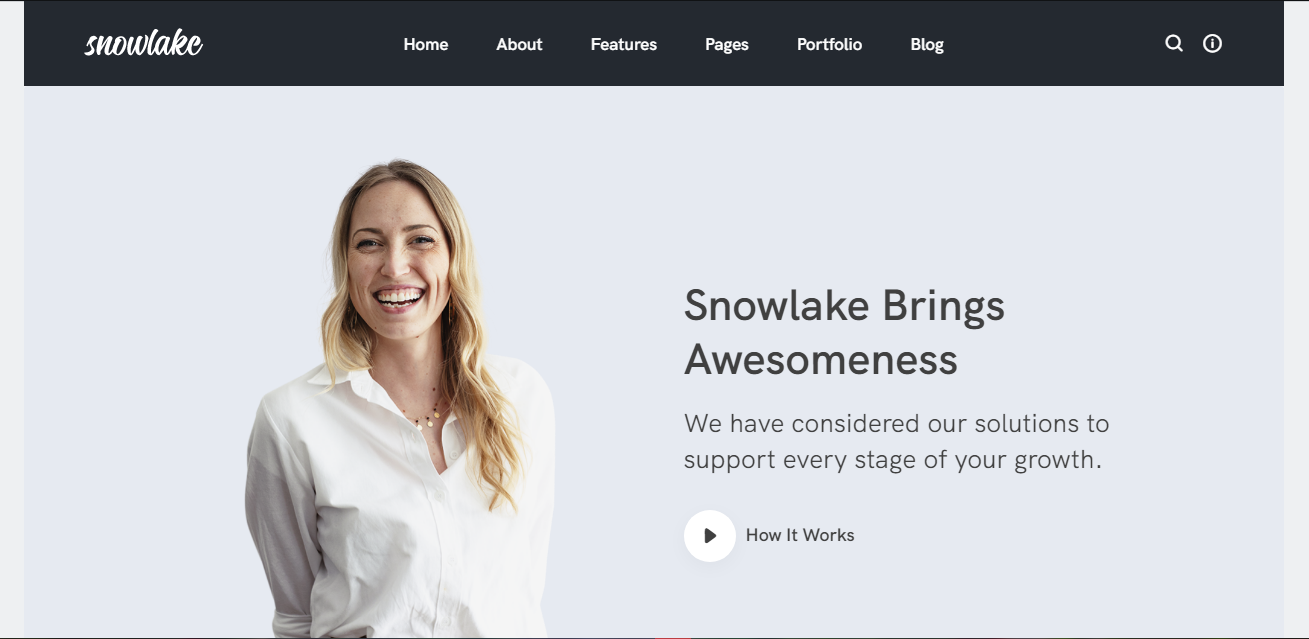 snowlake
Home About Features Pages Portfolio Blog
Snowlake Brings
Awesomeness
We have considered our solutions to
support every stage of your growth.
How It Works